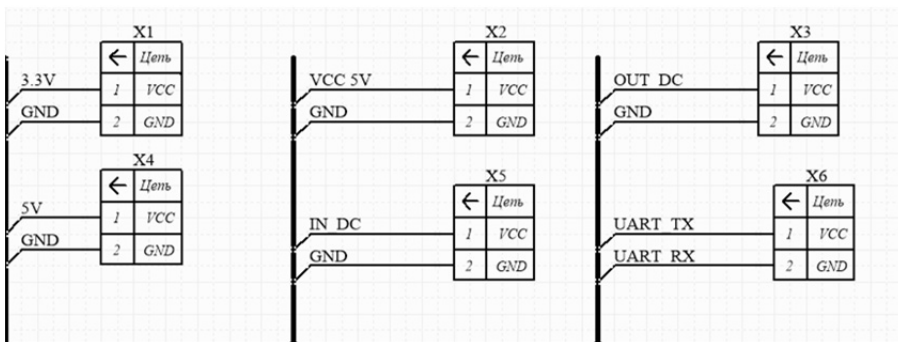 X1
← Цепь
3.3V 1 VCC
GND 2 GND
X4
← Цепь
5V 1 VCC
GND 2 GND
X2
← Цепь
VCC 5V 1 VCC
GND 2 GND
X5
← Цепь
IN DC 1 VCC
GND 2 GND
X3
← Цепь
OUT DC 1 VCC
GND 2 GND
X6
← Цепь
UART TX 1 VCC
UART RX 2 GND